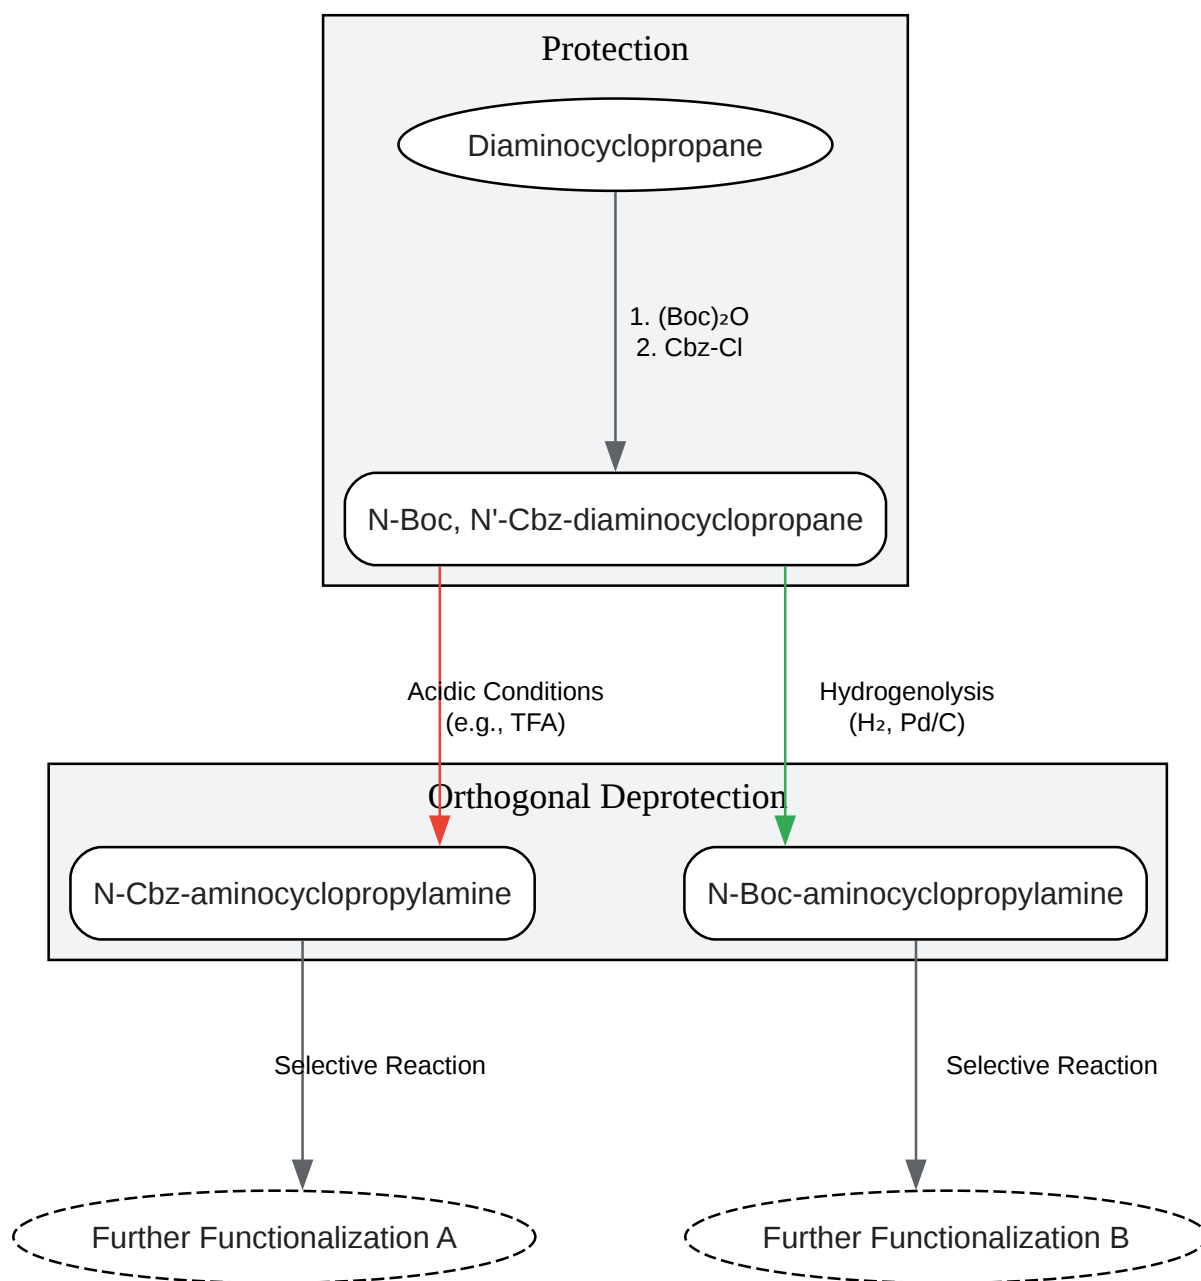 Protection
Diaminocyclopropane
1. (Boc)₂O
2. Cbz-Cl
N-Boc, N'-Cbz-diaminocyclopropane
Acidic Conditions
(e.g., TFA)
Hydrogenolysis
(H₂, Pd/C)
Orthogonal Deprotection
N-Cbz-aminocyclopropylamine
N-Boc-aminocyclopropylamine
Selective Reaction
Selective Reaction
Further Functionalization A
Further Functionalization B